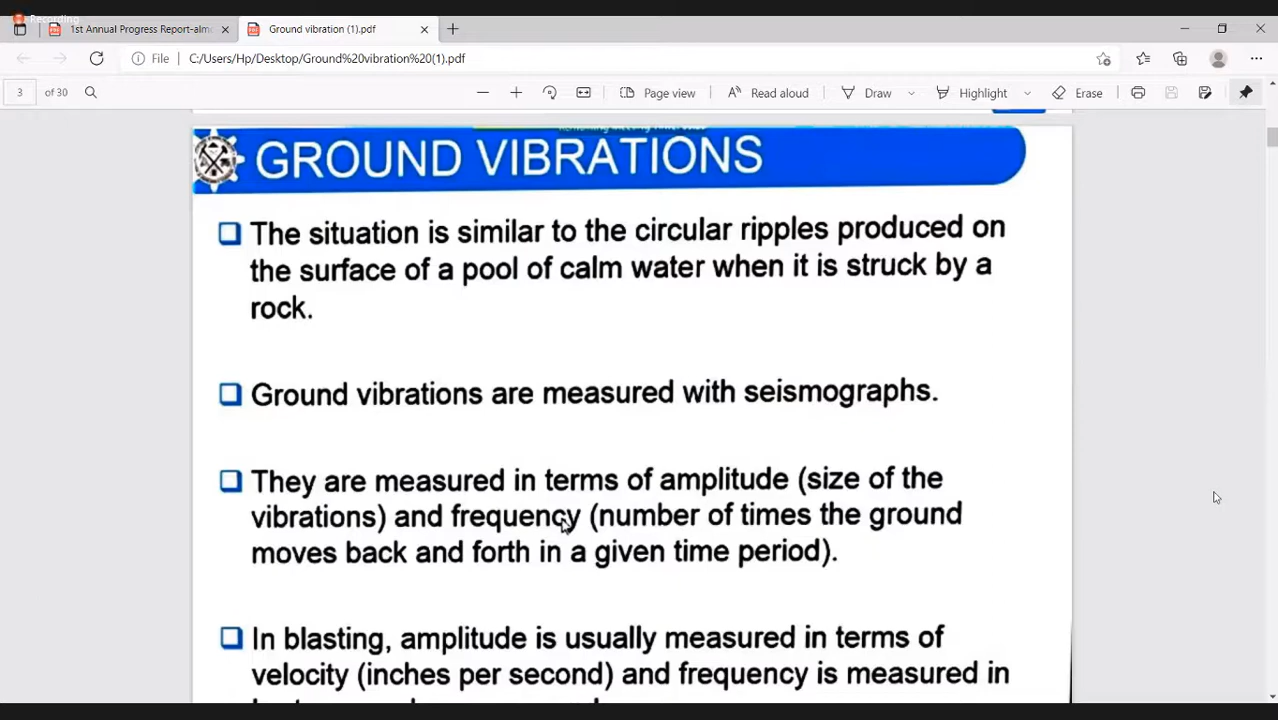 Recording
1st Annual Progress Report-alm
Ground vibration (1).pdf
File
C:/Users/Hp/Desktop/Ground%20vibration%20(1).pdf
3 of 30
Page view
Read aloud
Draw
Highlight
Erase
GROUND VIBRATIONS
The situation is similar to the circular ripples produced on
the surface of a pool of calm water when it is struck by a
rock.
Ground vibrations are measured with seismographs.
They are measured in terms of amplitude (size of the
vibrations) and frequency (number of times the ground
moves back and forth in a given time period).
In blasting, amplitude is usually measured in terms of
velocity (inches per second) and frequency is measured in